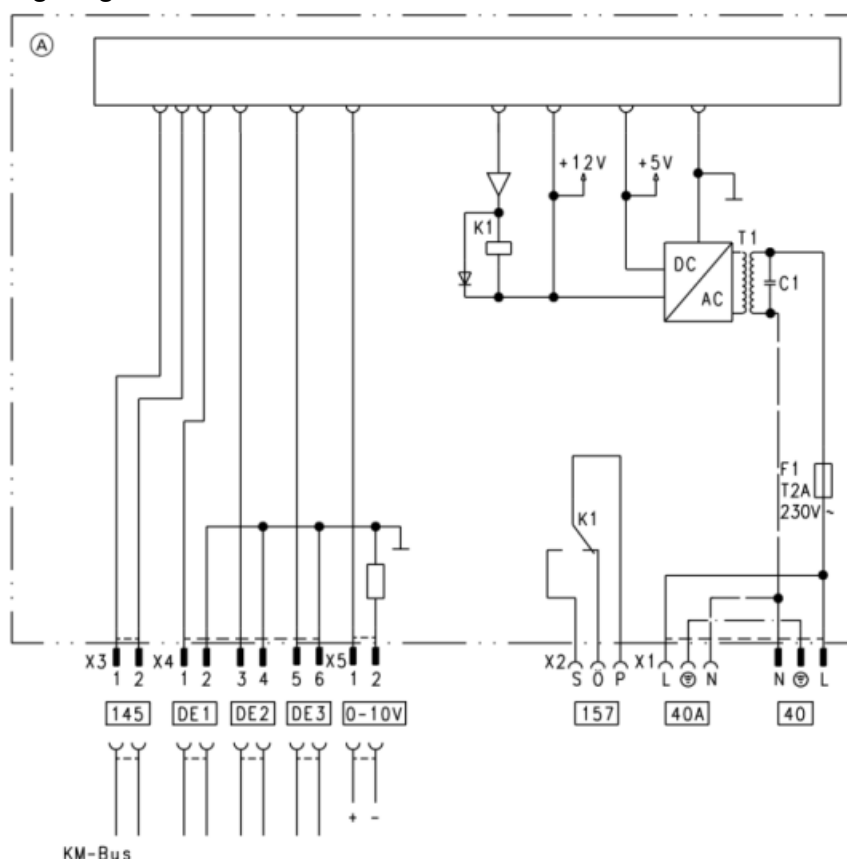 A
+12V +5V
K1
T1
DC
AC
C1
F1
T2A
230V~
K1
X3 X4 X5 X2 X1
1 2 1 2 3 4 5 6 1 2 S Ö P L N N L
145 DE1 DE2 DE3 0-10V 157 40A 40
+ -
KM-Bus